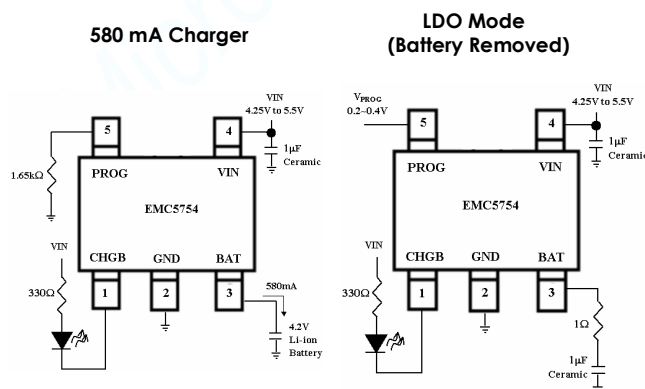 580 mA Charger
VIN
4.25V to 5.5V
5
4
1µF
Ceramic
1.65kΩ
PROG
VIN
EMC5754
VIN
CHGB
GND
BAT
330Ω
1
2
3
580mA
4.2V
Li-ion
Battery
LDO Mode
(Battery Removed)
VPROG
0.2~0.4V
VIN
4.25V to 5.5V
5
4
1µF
Ceramic
PROG
VIN
EMC5754
VIN
CHGB
GND
BAT
330Ω
1
2
3
1Ω
1µF
Ceramic